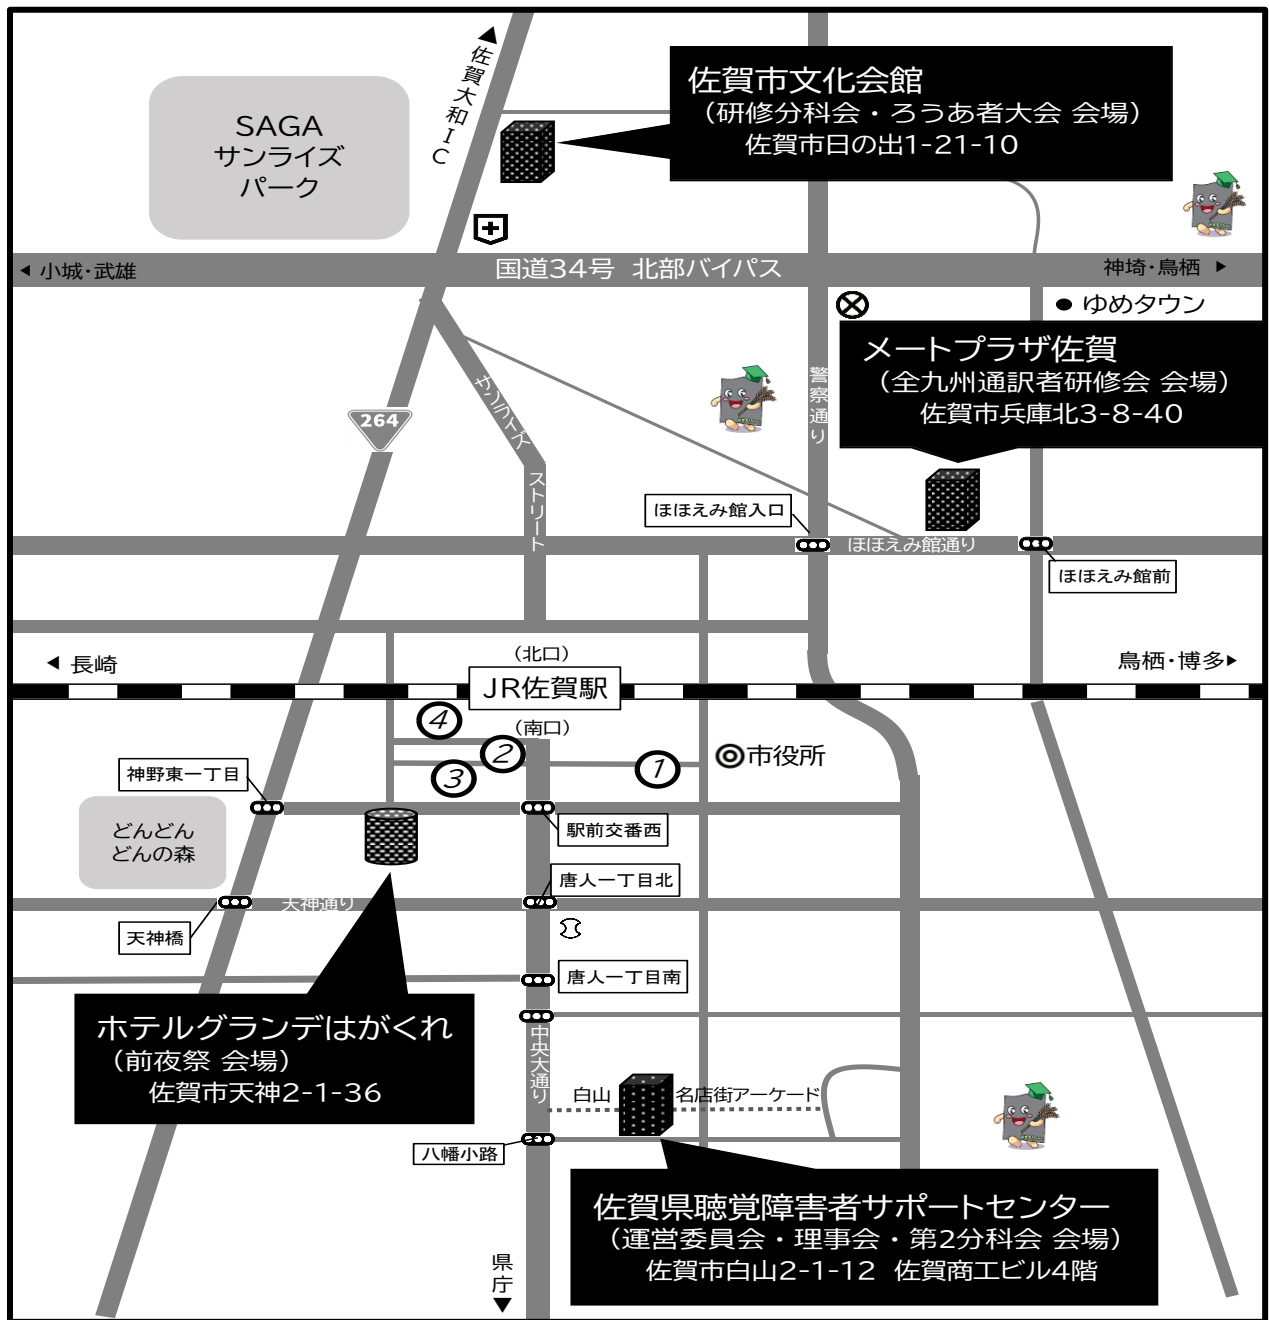 佐賀大和IC
佐賀市文化会館
（研修分科会・ろうあ者大会 会場）
佐賀市日の出1-21-10
SAGA
サンライズ
パーク
◀ 小城・武雄
国道34号 北部バイパス
神埼・鳥栖 ▶
● ゆめタウン
メートプラザ佐賀
（全九州通訳者研修会 会場）
佐賀市兵庫北3-8-40
警察通り
サンライズ
ストリート
264
ほほえみ館入口
ほほえみ館通り
ほほえみ館前
◀ 長崎
（北口）
JR佐賀駅
（南口）
鳥栖・博多▶
④
②
③
①
◎市役所
神野東一丁目
どんどん
どんの森
駅前交番西
唐人一丁目北
天神通り
天神橋
唐人一丁目南
ホテルグランデはがくれ
（前夜祭 会場）
佐賀市天神2-1-36
中央大通り
白山 名店街アーケード
八幡小路
佐賀県聴覚障害者サポートセンター
（運営委員会・理事会・第2分科会 会場）
佐賀市白山2-1-12 佐賀商工ビル4階
県庁